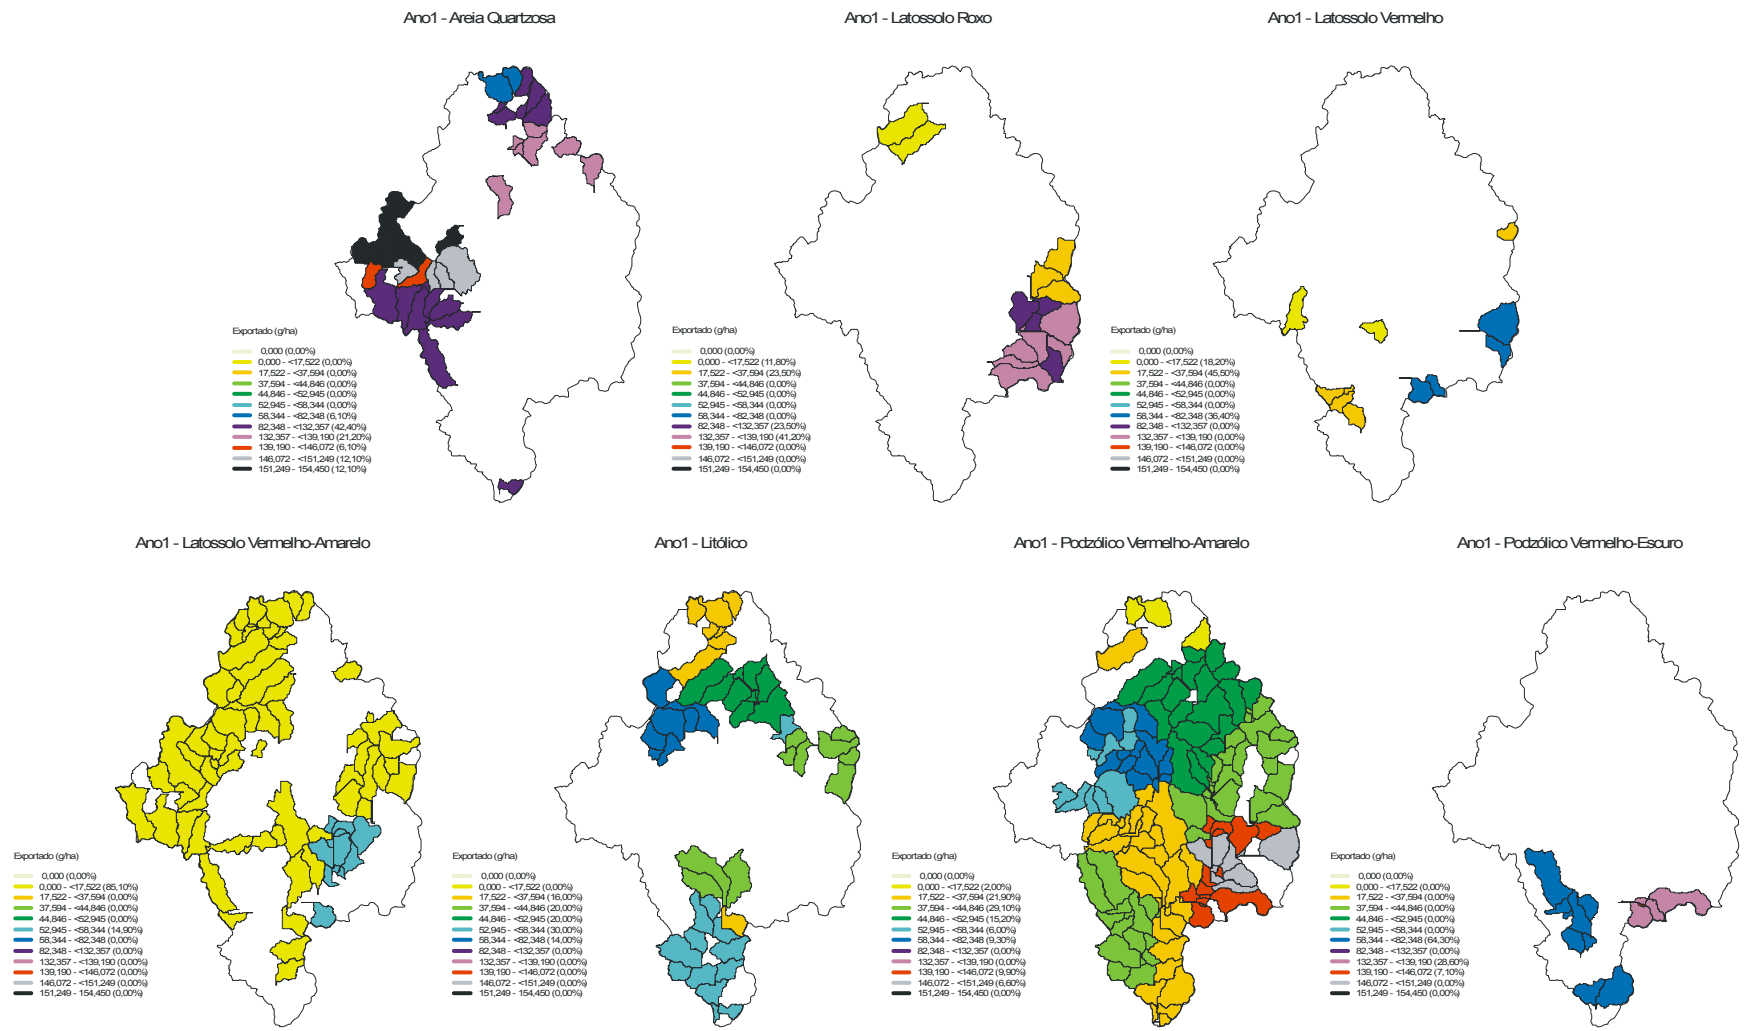 Ano1 - Areia Quartzosa
Ano1 - Latossolo Roxo
Ano1 - Latossolo Vermelho
Exportado (g/ha)
0,000 (0,00%)
0,000 - <17,522 (0,00%)
17,522 - <37,594 (0,00%)
37,594 - <44,846 (0,00%)
44,846 - <52,945 (0,00%)
52,945 - <58,344 (0,00%)
58,344 - <82,348 (6,10%)
82,348 - <132,357 (42,40%)
132,357 - <139,190 (21,20%)
139,190 - <146,072 (6,10%)
146,072 - <151,249 (12,10%)
151,249 - 154,450 (12,10%)
Exportado (g/ha)
0,000 (0,00%)
0,000 - <17,522 (11,80%)
17,522 - <37,594 (23,50%)
37,594 - <44,846 (0,00%)
44,846 - <52,945 (0,00%)
52,945 - <58,344 (0,00%)
58,344 - <82,348 (0,00%)
82,348 - <132,357 (23,50%)
132,357 - <139,190 (41,20%)
139,190 - <146,072 (0,00%)
146,072 - <151,249 (0,00%)
151,249 - 154,450 (0,00%)
Exportado (g/ha)
0,000 (0,00%)
0,000 - <17,522 (18,20%)
17,522 - <37,594 (45,50%)
37,594 - <44,846 (0,00%)
44,846 - <52,945 (0,00%)
52,945 - <58,344 (0,00%)
58,344 - <82,348 (36,40%)
82,348 - <132,357 (0,00%)
132,357 - <139,190 (0,00%)
139,190 - <146,072 (0,00%)
146,072 - <151,249 (0,00%)
151,249 - 154,450 (0,00%)
Ano1 - Latossolo Vermelho-Amarelo
Ano1 - Litólico
Ano1 - Podzólico Vermelho-Amarelo
Ano1 - Podzólico Vermelho-Escuro
Exportado (g/ha)
0,000 (0,00%)
0,000 - <17,522 (85,10%)
17,522 - <37,594 (0,00%)
37,594 - <44,846 (0,00%)
44,846 - <52,945 (0,00%)
52,945 - <58,344 (14,90%)
58,344 - <82,348 (0,00%)
82,348 - <132,357 (0,00%)
132,357 - <139,190 (0,00%)
139,190 - <146,072 (0,00%)
146,072 - <151,249 (0,00%)
151,249 - 154,450 (0,00%)
Exportado (g/ha)
0,000 (0,00%)
0,000 - <17,522 (0,00%)
17,522 - <37,594 (16,00%)
37,594 - <44,846 (20,00%)
44,846 - <52,945 (20,00%)
52,945 - <58,344 (30,00%)
58,344 - <82,348 (14,00%)
82,348 - <132,357 (0,00%)
132,357 - <139,190 (0,00%)
139,190 - <146,072 (0,00%)
146,072 - <151,249 (0,00%)
151,249 - 154,450 (0,00%)
Exportado (g/ha)
0,000 (0,00%)
0,000 - <17,522 (2,00%)
17,522 - <37,594 (21,90%)
37,594 - <44,846 (29,10%)
44,846 - <52,945 (15,20%)
52,945 - <58,344 (6,00%)
58,344 - <82,348 (9,30%)
82,348 - <132,357 (0,00%)
132,357 - <139,190 (0,00%)
139,190 - <146,072 (9,90%)
146,072 - <151,249 (6,60%)
151,249 - 154,450 (0,00%)
Exportado (g/ha)
0,000 (0,00%)
0,000 - <17,522 (0,00%)
17,522 - <37,594 (0,00%)
37,594 - <44,846 (0,00%)
44,846 - <52,945 (0,00%)
52,945 - <58,344 (0,00%)
58,344 - <82,348 (64,30%)
82,348 - <132,357 (0,00%)
132,357 - <139,190 (28,60%)
139,190 - <146,072 (7,10%)
146,072 - <151,249 (0,00%)
151,249 - 154,450 (0,00%)